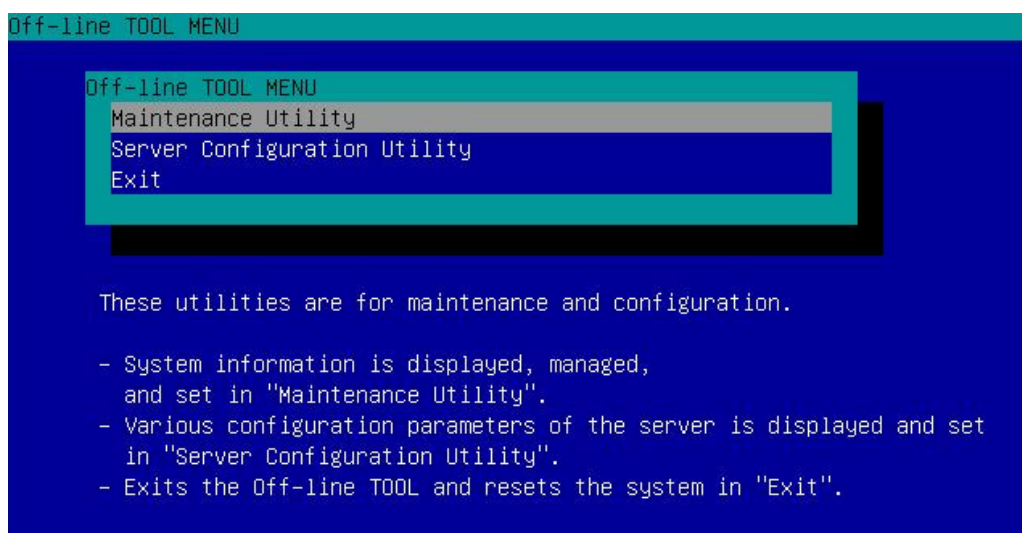 Off-line TOOL MENU
Off-line TOOL MENU
Maintenance Utility
Server Configuration Utility
Exit
These utilities are for maintenance and configuration.
- System information is displayed, managed,
and set in "Maintenance Utility".
- Various configuration parameters of the server is displayed and set
in "Server Configuration Utility".
- Exits the Off-line TOOL and resets the system in "Exit".